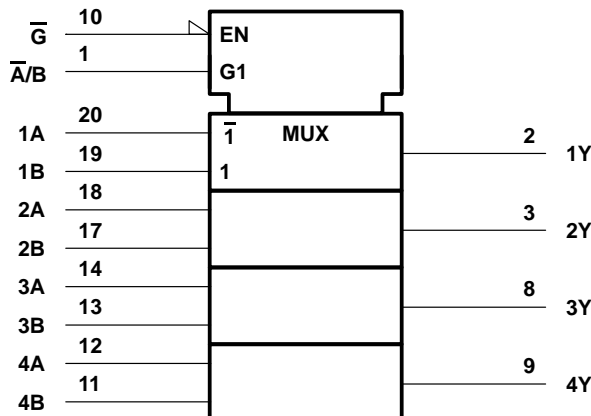 G̅ 10 EN
A̅/B 1 G1
1A 20 1̅ MUX 2 1Y
1B 19 1
2A 18 3 2Y
2B 17
3A 14 8 3Y
3B 13
4A 12 9 4Y
4B 11